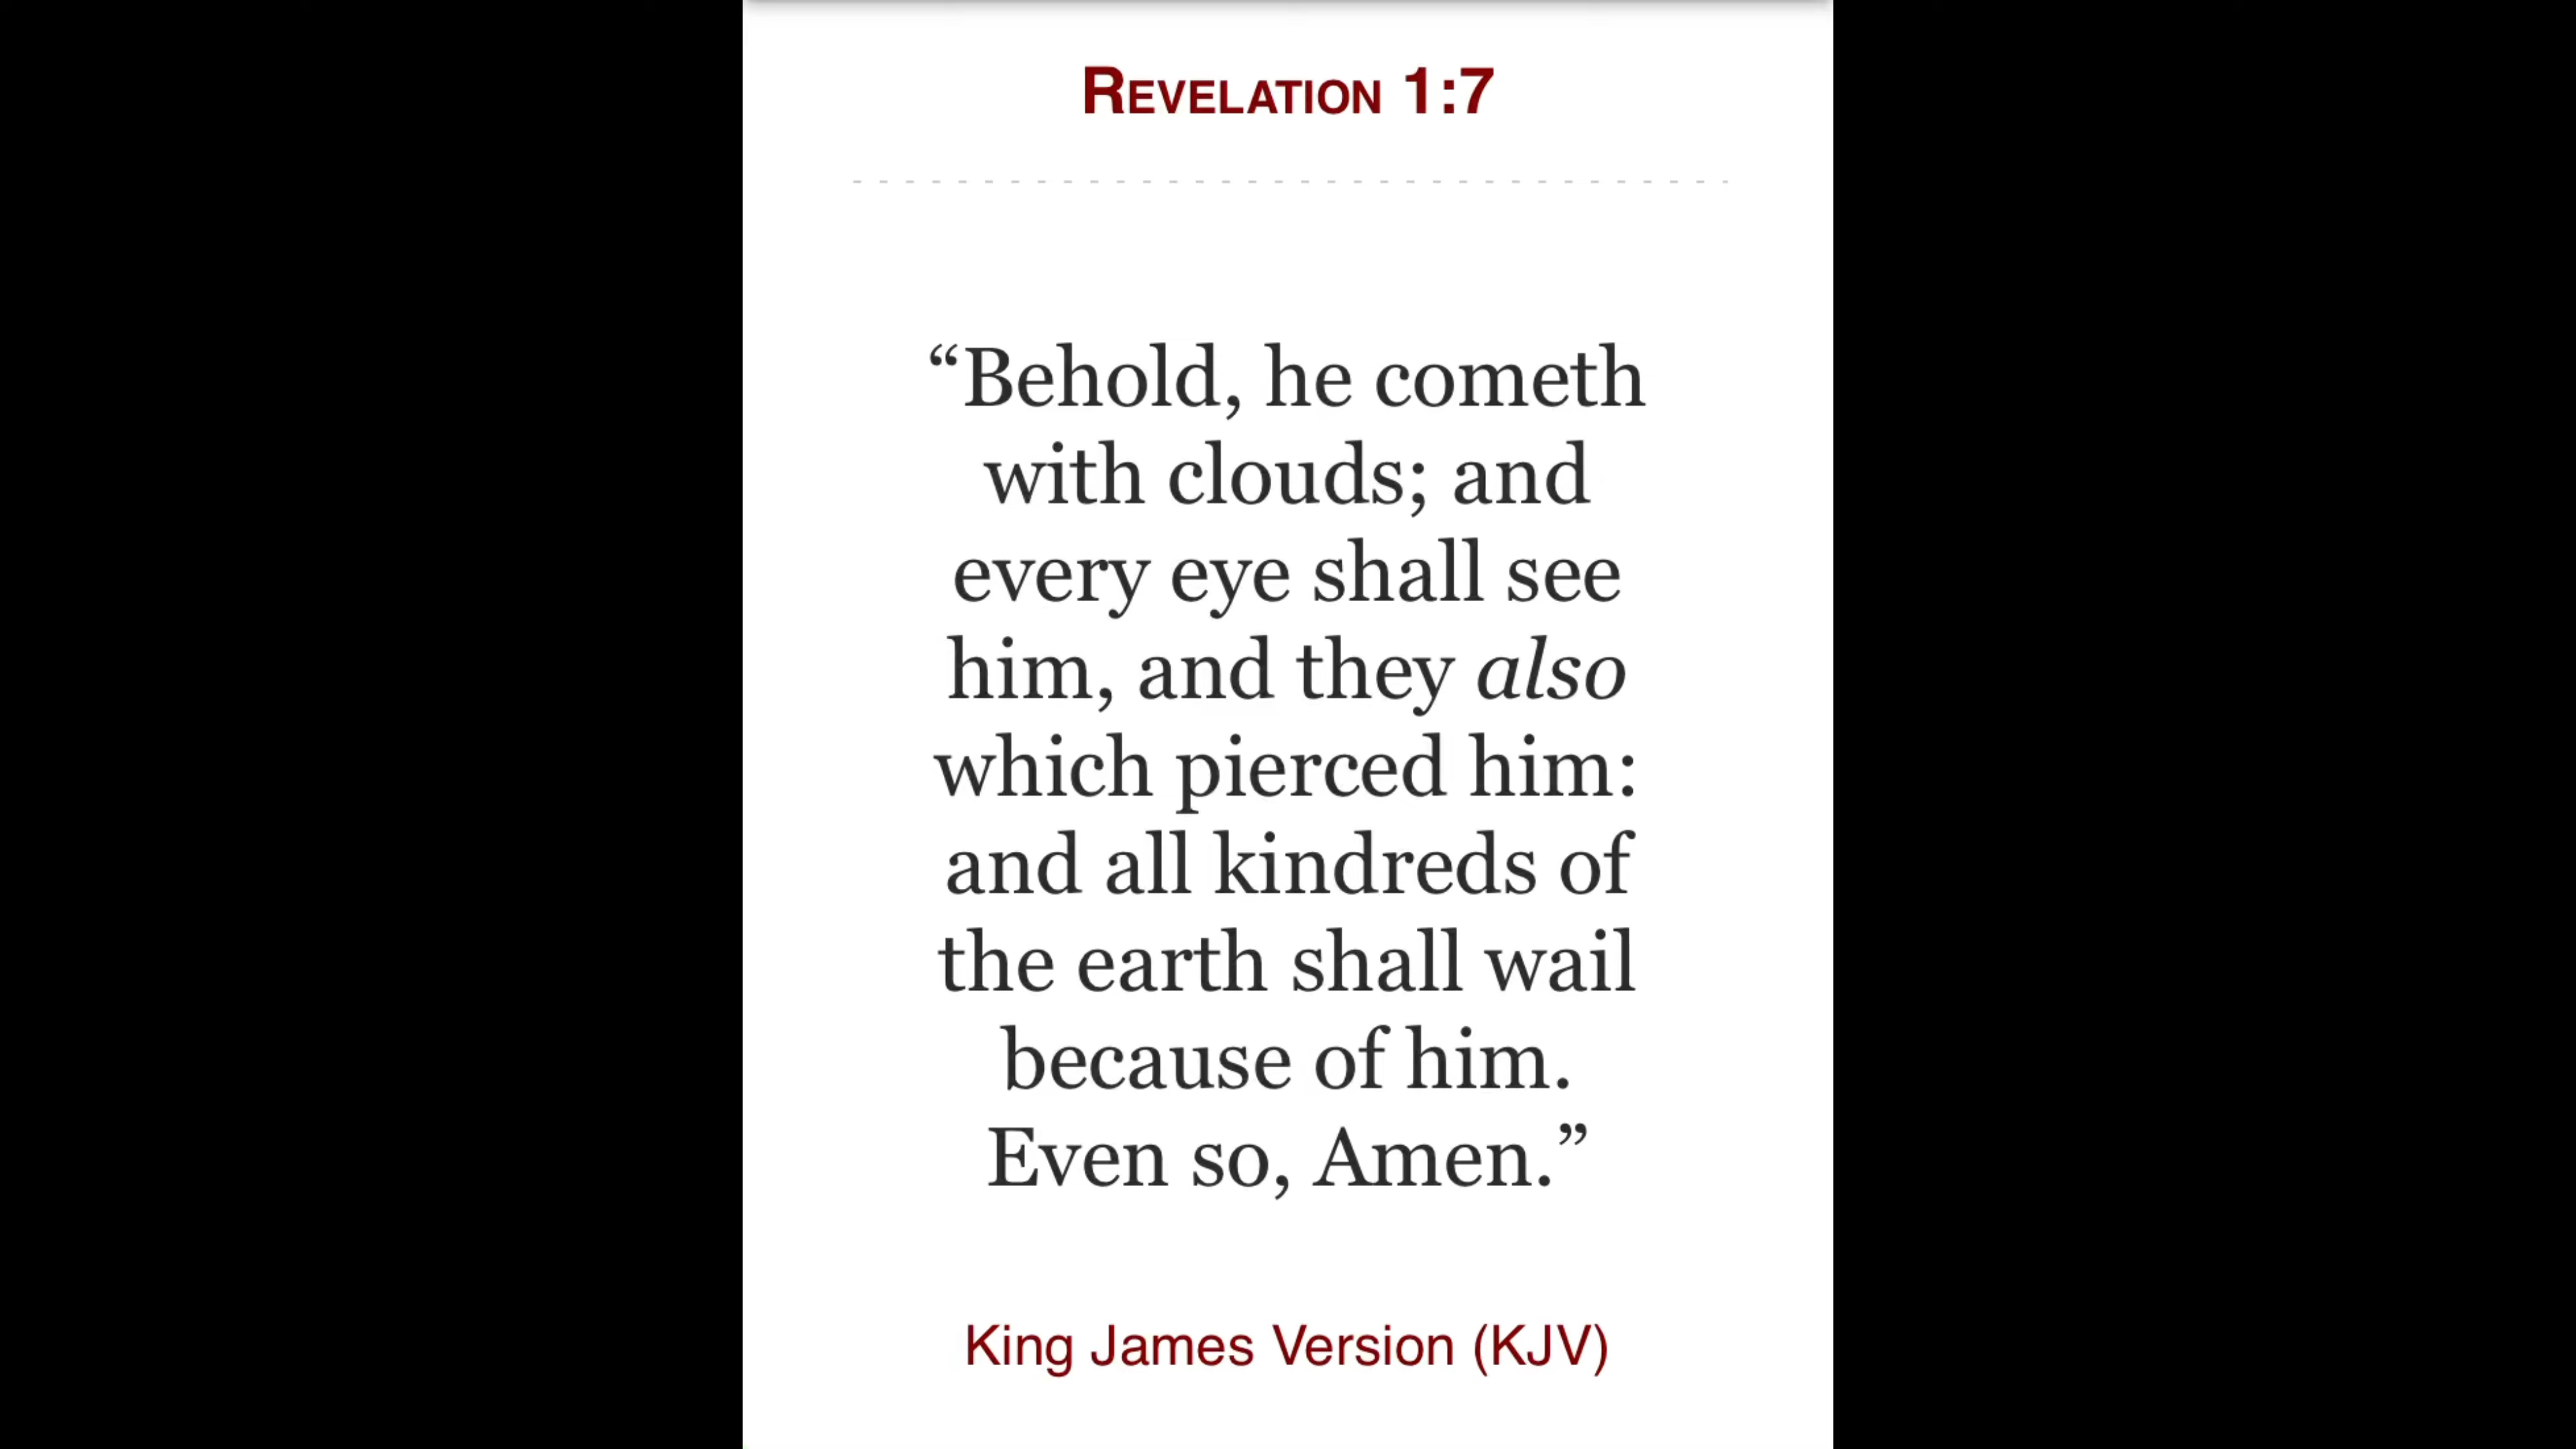 Revelation 1:7
“Behold, he cometh
with clouds; and
every eye shall see
him, and they also
which pierced him:
and all kindreds of
the earth shall wail
because of him.
Even so, Amen.”
King James Version (KJV)